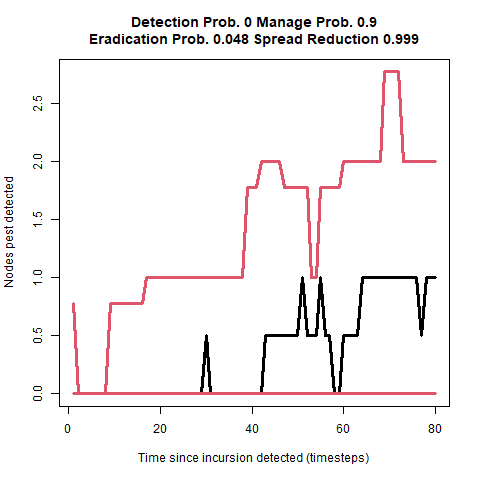 Detection Prob. 0 Manage Prob. 0.9
Eradication Prob. 0.048 Spread Reduction 0.999
Nodes pest detected
2.5
2.0
1.5
1.0
0.5
0.0
0 20 40 60 80
Time since incursion detected (timesteps)